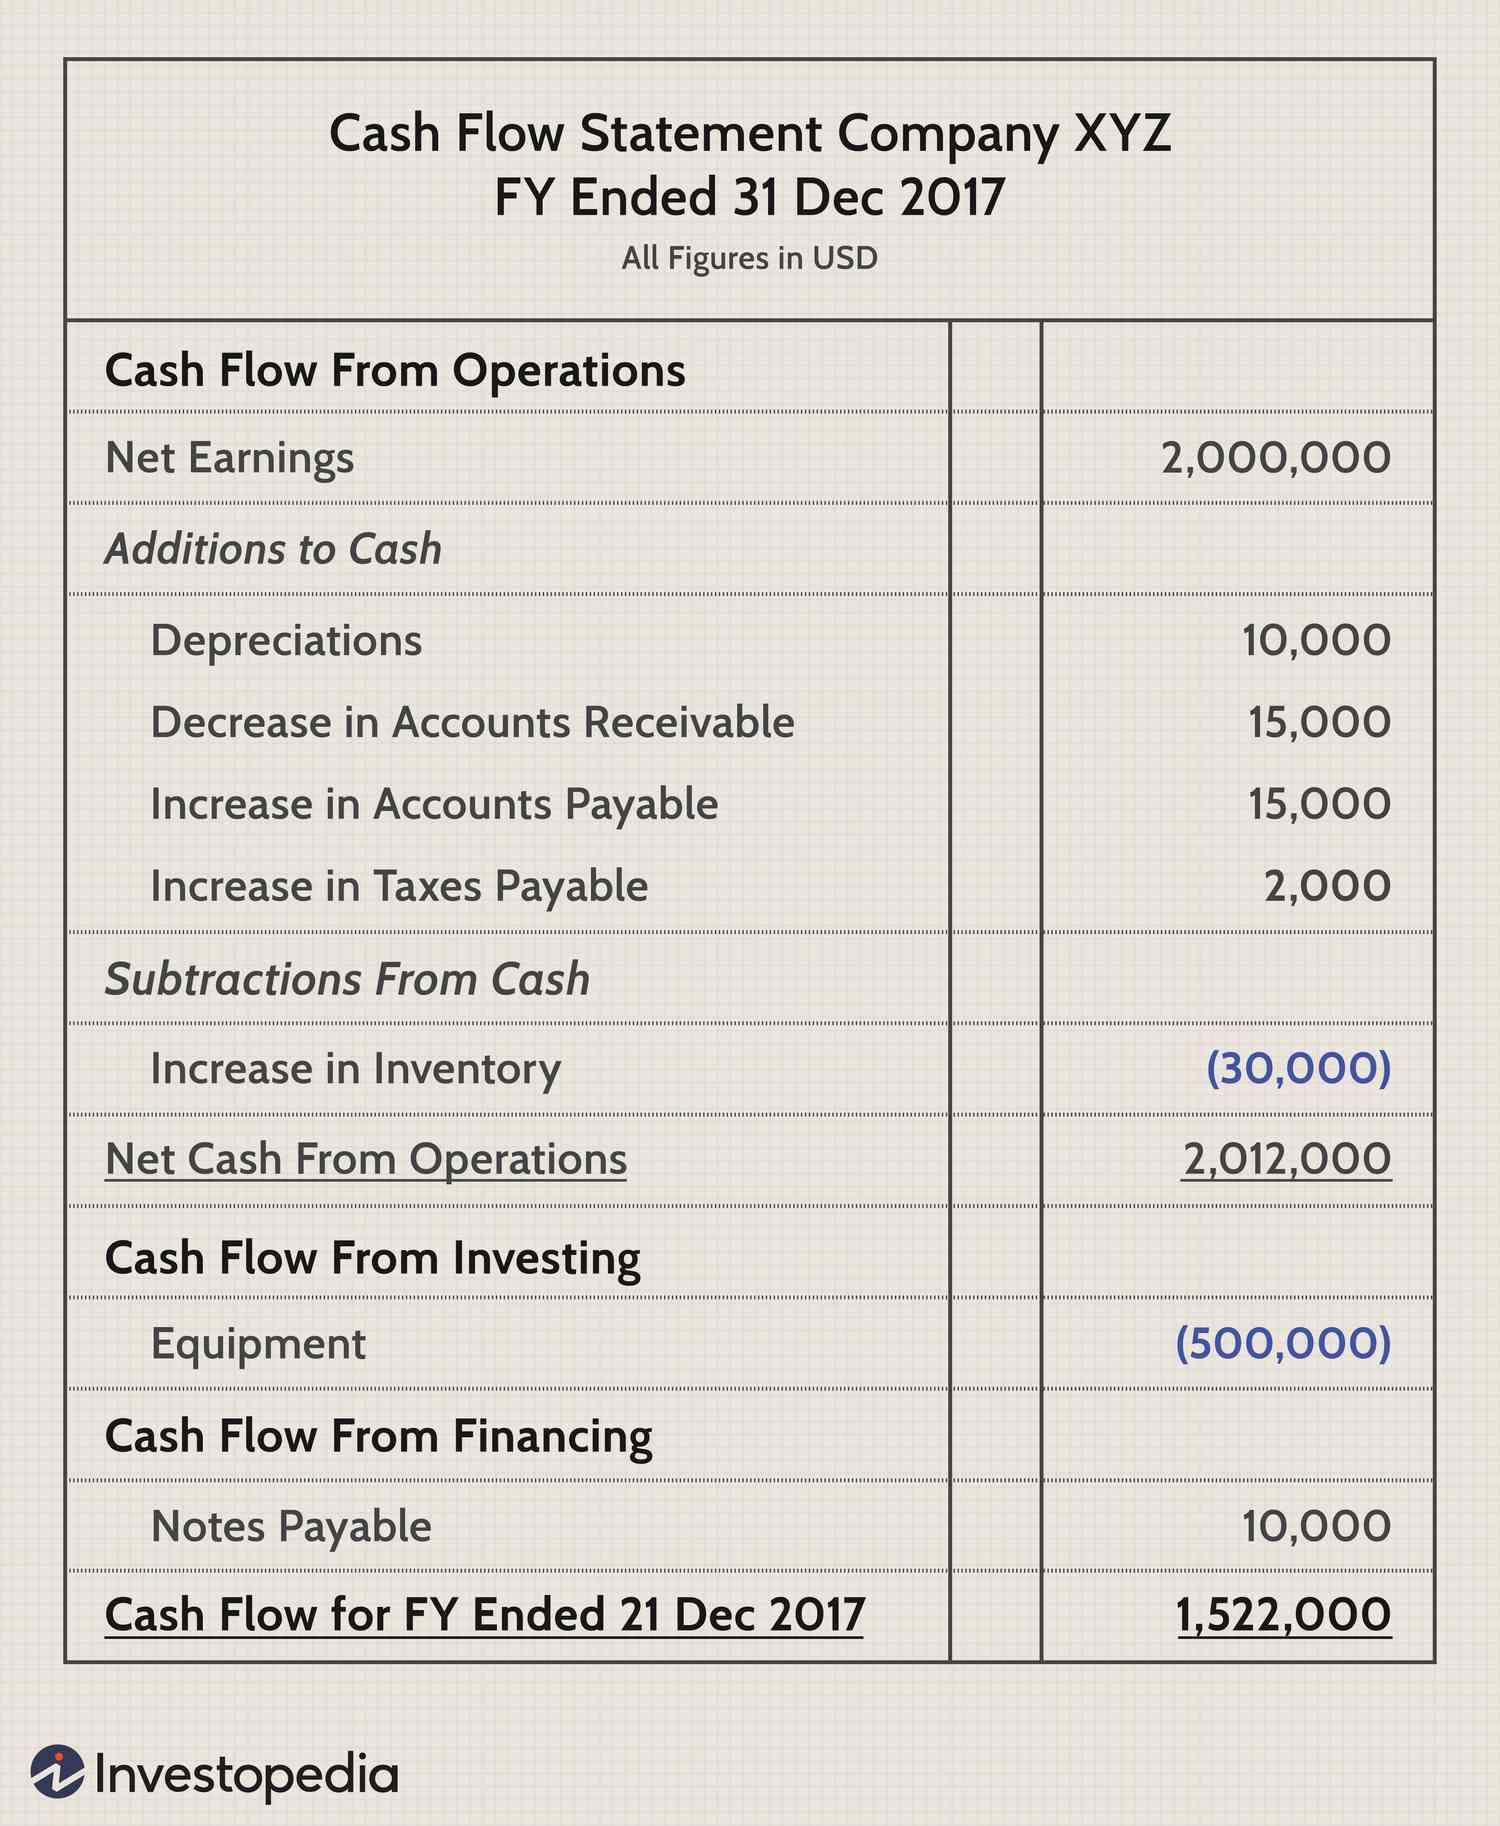 Cash Flow Statement Company XYZ
FY Ended 31 Dec 2017
All Figures in USD
Cash Flow From Operations
Net Earnings 2,000,000
Additions to Cash
Depreciations 10,000
Decrease in Accounts Receivable 15,000
Increase in Accounts Payable 15,000
Increase in Taxes Payable 2,000
Subtractions From Cash
Increase in Inventory (30,000)
Net Cash From Operations 2,012,000
Cash Flow From Investing
Equipment (500,000)
Cash Flow From Financing
Notes Payable 10,000
Cash Flow for FY Ended 21 Dec 2017 1,522,000
Investopedia